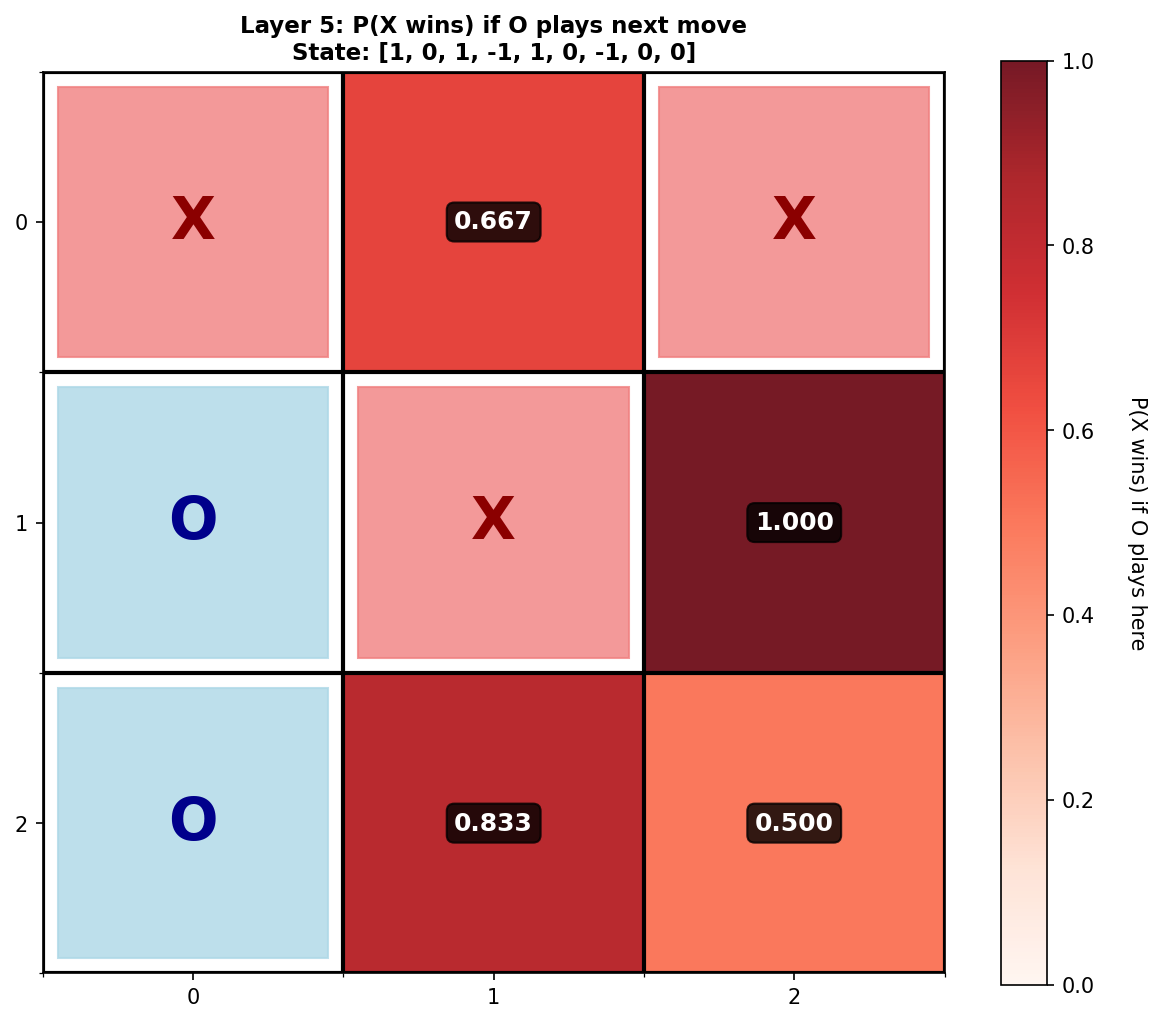 Layer 5: P(X wins) if O plays next move
State: [1, 0, 1, -1, 1, 0, -1, 0, 0]
0
X
0.667
X
1
O
X
1.000
2
O
0.833
0.500
0
1
2
1.0
0.8
0.6
0.4
0.2
0.0
P(X wins) if O plays here